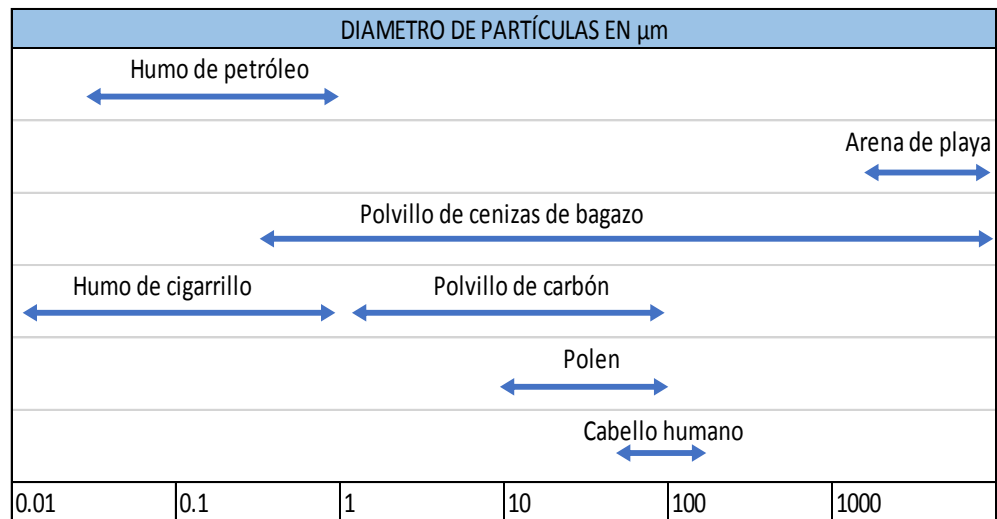 DIAMETRO DE PARTÍCULAS EN µm
Humo de petróleo
Arena de playa
Polvillo de cenizas de bagazo
Humo de cigarrillo Polvillo de carbón
Polen
Cabello humano
0.01 0.1 1 10 100 1000